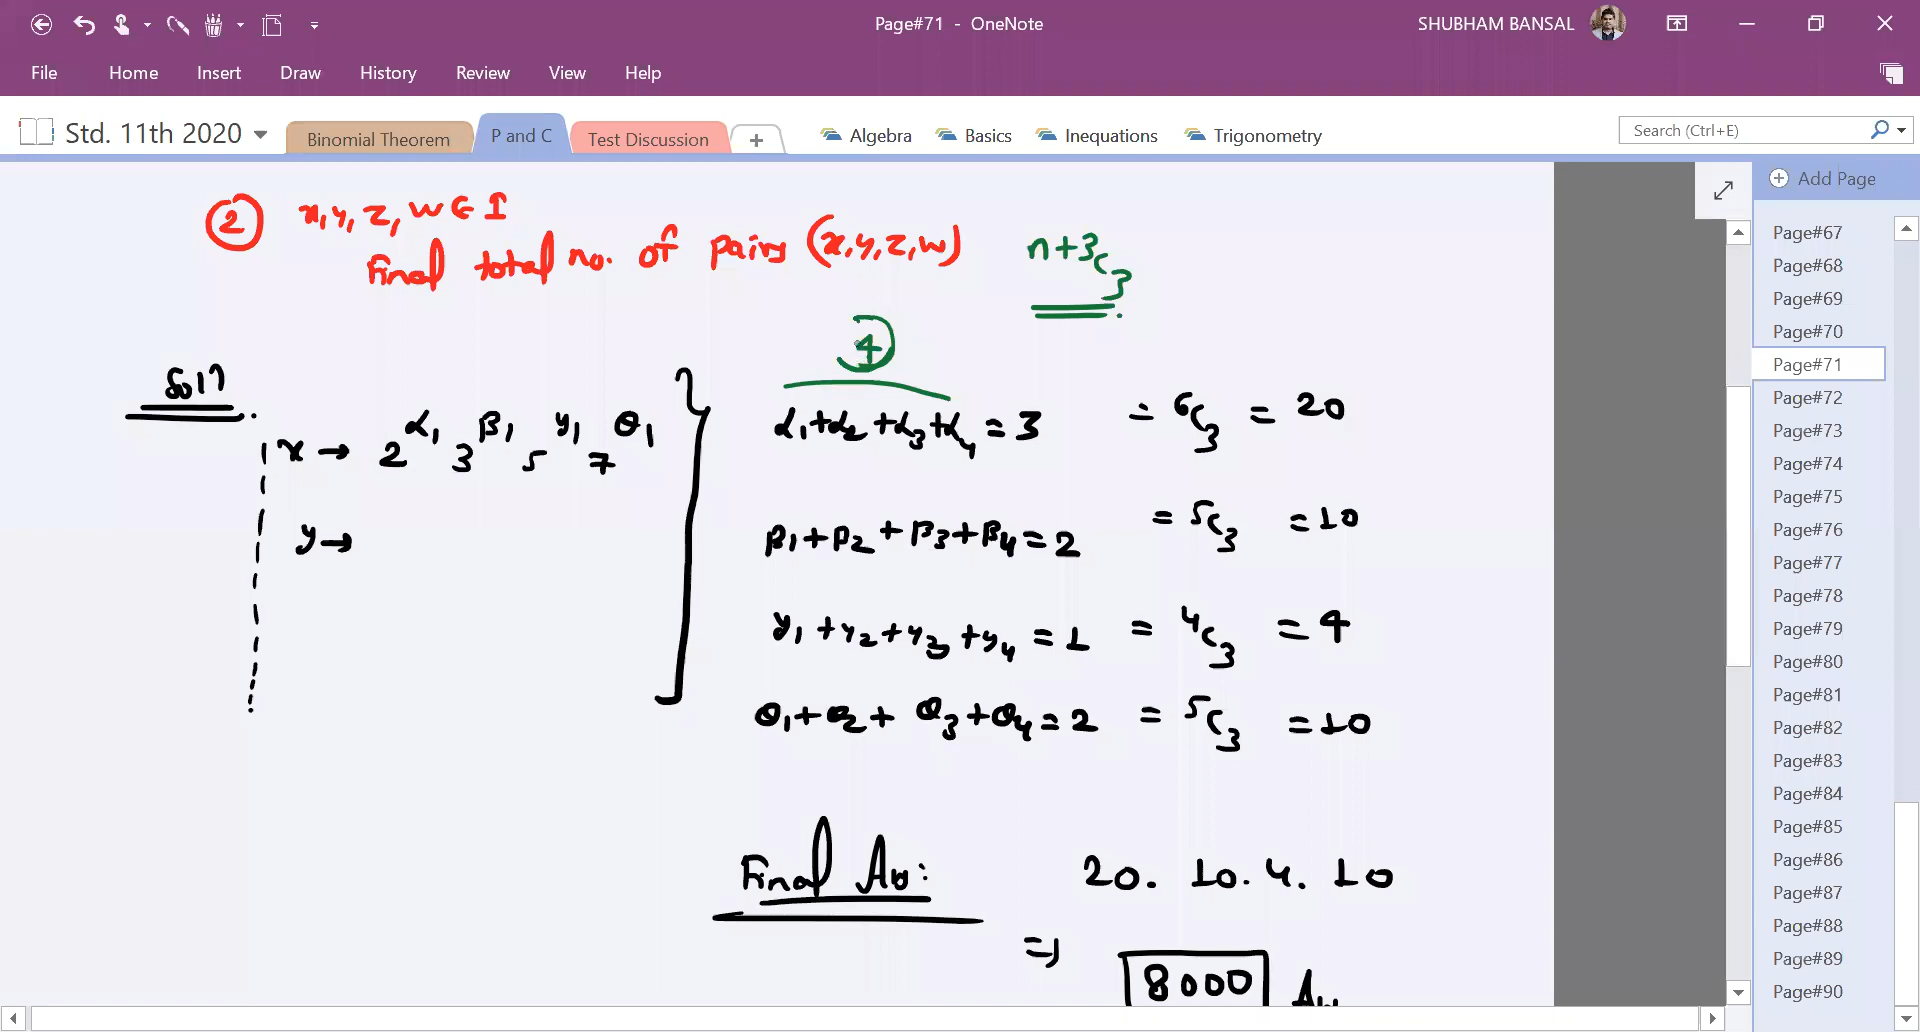 Page#71 - OneNote
SHUBHAM BANSAL
File Home Insert Draw History Review View Help
Std. 11th 2020
Binomial Theorem P and C Test Discussion + Algebra Basics Inequations Trigonometry
Search (Ctrl+E)
Add Page
② x, y, z, w ∈ I
Final total no. of pairs (x, y, z, w)
n+3C3
4
Soln
x → 2^α1 3^β1 5^γ1 7^θ1
y →
α1+α2+α3+α4=3 = 6C3 = 20
β1+β2+β3+β4=2 = 5C3 = 10
γ1+γ2+γ3+γ4=1 = 4C3 = 4
θ1+θ2+θ3+θ4=2 = 5C3 = 10
Final As:
20. 10. 4. 10
⇒ 8000
Page#67
Page#68
Page#69
Page#70
Page#71
Page#72
Page#73
Page#74
Page#75
Page#76
Page#77
Page#78
Page#79
Page#80
Page#81
Page#82
Page#83
Page#84
Page#85
Page#86
Page#87
Page#88
Page#89
Page#90